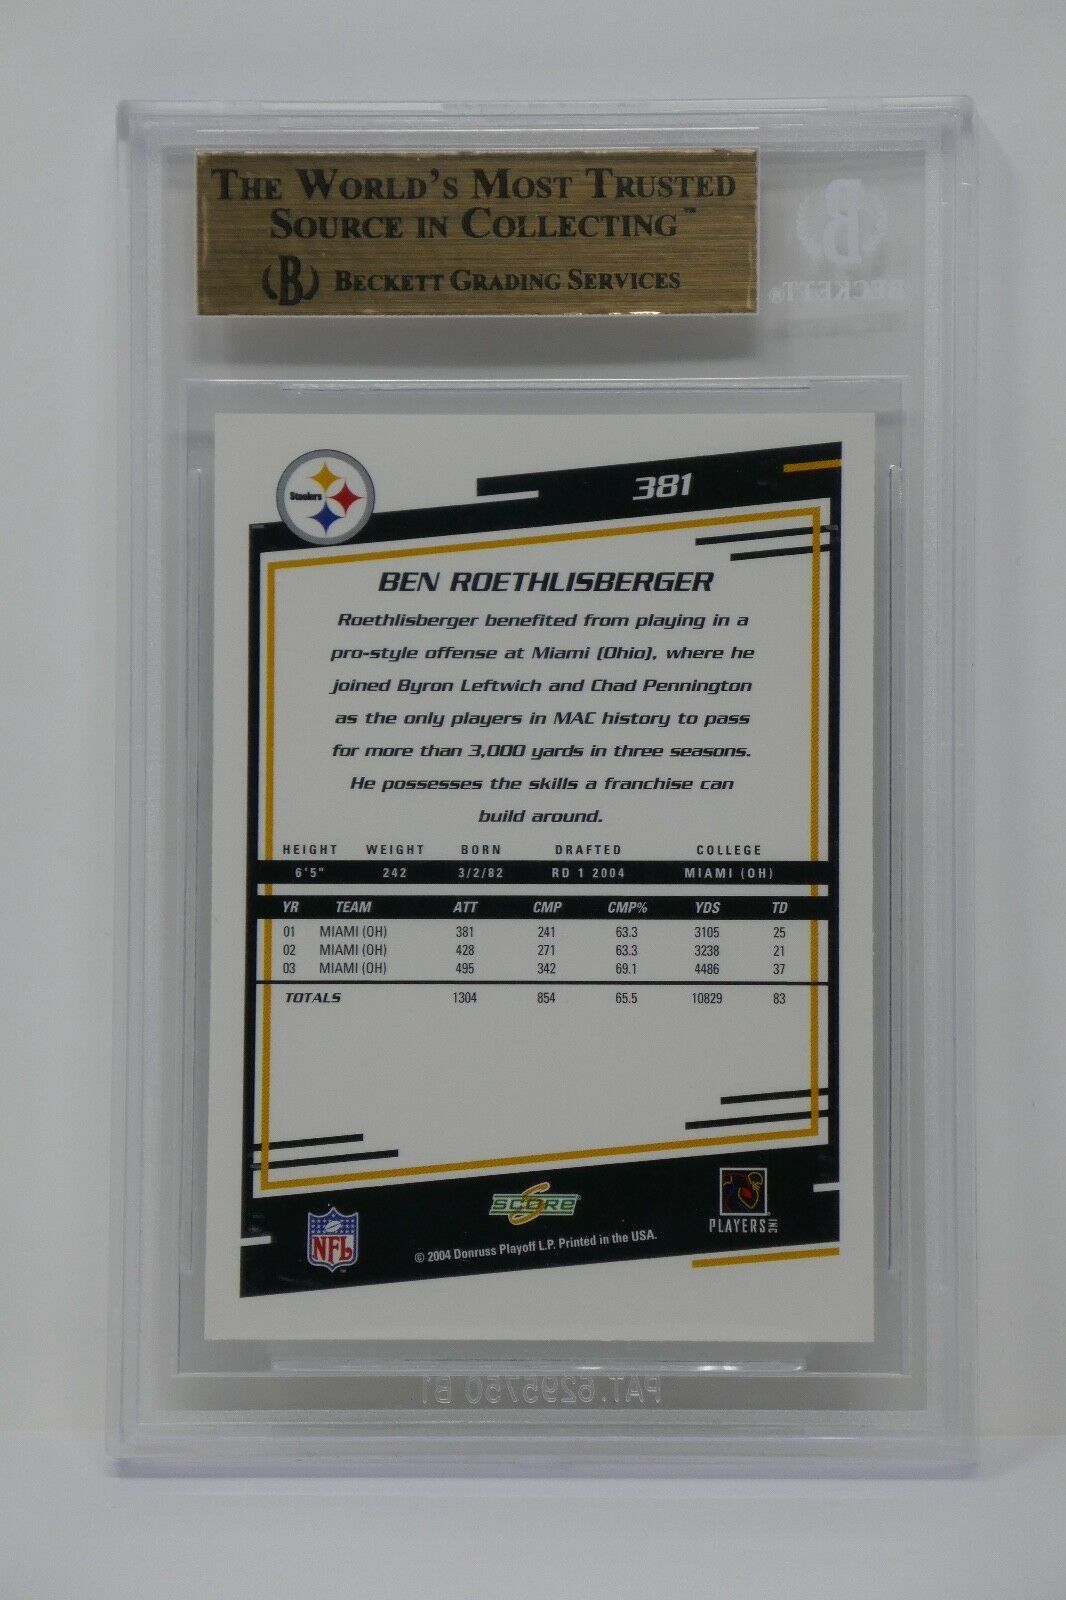 THE WORLD'S MOST TRUSTED
SOURCE IN COLLECTING™
B BECKETT GRADING SERVICES
B
BECKETT®
Steelers
381
BEN ROETHLISBERGER
Roethlisberger benefited from playing in a
pro-style offense at Miami (Ohio), where he
joined Byron Leftwich and Chad Pennington
as the only players in MAC history to pass
for more than 3,000 yards in three seasons.
He possesses the skills a franchise can
build around.
HEIGHT WEIGHT BORN DRAFTED COLLEGE
6'5" 242 3/2/82 RD 1 2004 MIAMI (OH)
YR TEAM ATT CMP CMP% YDS TD
01 MIAMI (OH) 381 241 63.3 3105 25
02 MIAMI (OH) 428 271 63.3 3238 21
03 MIAMI (OH) 495 342 69.1 4486 37
TOTALS 1304 854 65.5 10829 83
NFL
SCORE®
© 2004 Donruss Playoff L.P. Printed in the USA.
PLAYERS INC
PAT. 6295750 B1